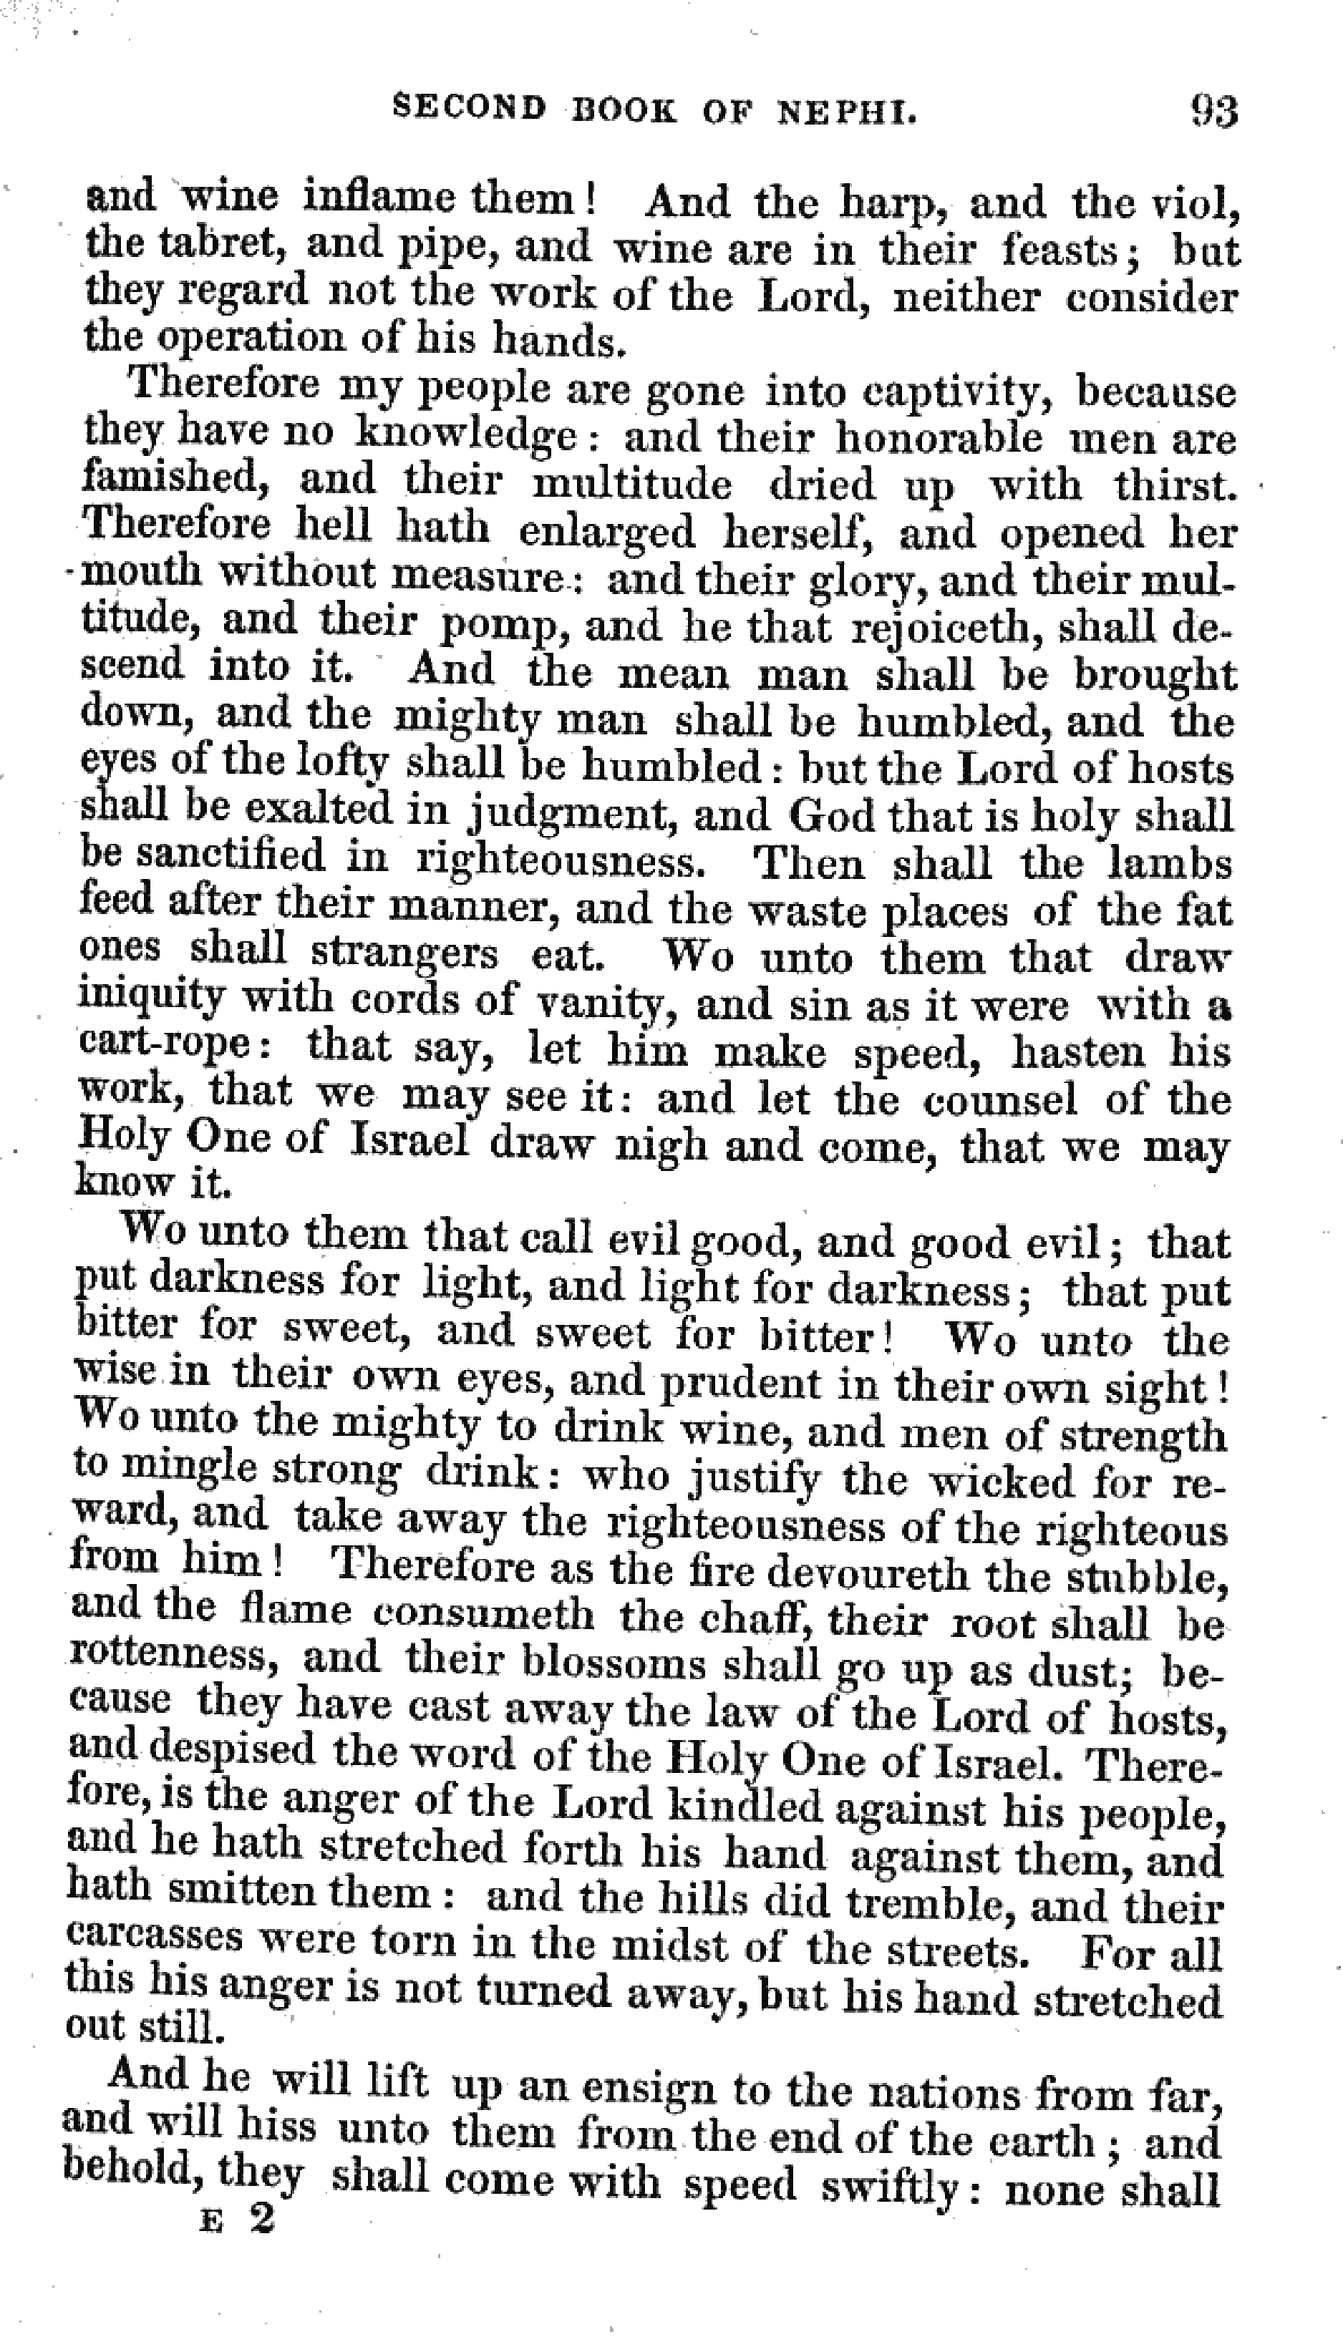 SECOND BOOK OF NEPHI. 93
and wine inflame them! And the harp, and the viol,
the tabret, and pipe, and wine are in their feasts; but
they regard not the work of the Lord, neither consider
the operation of his hands.
Therefore my people are gone into captivity, because
they have no knowledge: and their honorable men are
famished, and their multitude dried up with thirst.
Therefore hell hath enlarged herself, and opened her
mouth without measure: and their glory, and their mul-
titude, and their pomp, and he that rejoiceth, shall de-
scend into it. And the mean man shall be brought
down, and the mighty man shall be humbled, and the
eyes of the lofty shall be humbled: but the Lord of hosts
shall be exalted in judgment, and God that is holy shall
be sanctified in righteousness. Then shall the lambs
feed after their manner, and the waste places of the fat
ones shall strangers eat. Wo unto them that draw
iniquity with cords of vanity, and sin as it were with a
cart-rope: that say, let him make speed, hasten his
work, that we may see it: and let the counsel of the
Holy One of Israel draw nigh and come, that we may
know it.
Wo unto them that call evil good, and good evil; that
put darkness for light, and light for darkness; that put
bitter for sweet, and sweet for bitter! Wo unto the
wise in their own eyes, and prudent in their own sight!
Wo unto the mighty to drink wine, and men of strength
to mingle strong drink: who justify the wicked for re-
ward, and take away the righteousness of the righteous
from him! Therefore as the fire devoureth the stubble,
and the flame consumeth the chaff, their root shall be
rottenness, and their blossoms shall go up as dust; be-
cause they have cast away the law of the Lord of hosts,
and despised the word of the Holy One of Israel. There-
fore, is the anger of the Lord kindled against his people,
and he hath stretched forth his hand against them, and
hath smitten them: and the hills did tremble, and their
carcasses were torn in the midst of the streets. For all
this his anger is not turned away, but his hand stretched
out still.
And he will lift up an ensign to the nations from far,
and will hiss unto them from the end of the earth; and
behold, they shall come with speed swiftly: none shall
E 2